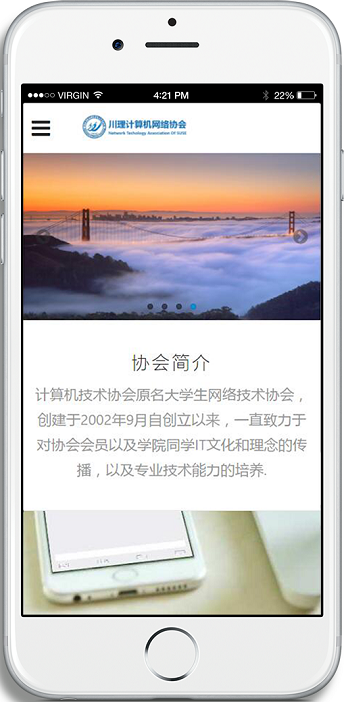 VIRGIN
4:21 PM
22%
川理计算机网络协会
Network Technology Association Of SUSE
协会简介
计算机技术协会原名大学生网络技术协会，
创建于2002年9月自创立以来，一直致力于
对协会会员以及学院同学IT文化和理念的传
播，以及专业技术能力的培养.